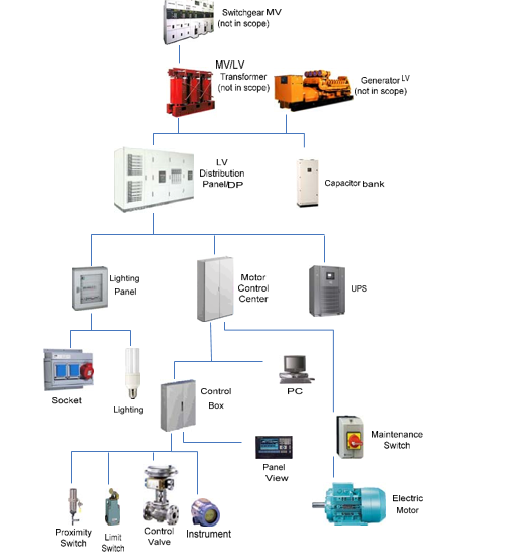 Switchgear MV
(not in scope)
MV/LV
Transformer
(not in scope)
Generator LV
(not in scope)
LV
Distribution
Panel/DP
Capacitor bank
Lighting
Panel
Motor
Control
Center
UPS
Socket
Lighting
Control
Box
PC
Maintenance
Switch
Panel
View
Electric
Motor
Proximity
Switch
Limit
Switch
Control
Valve
Instrument